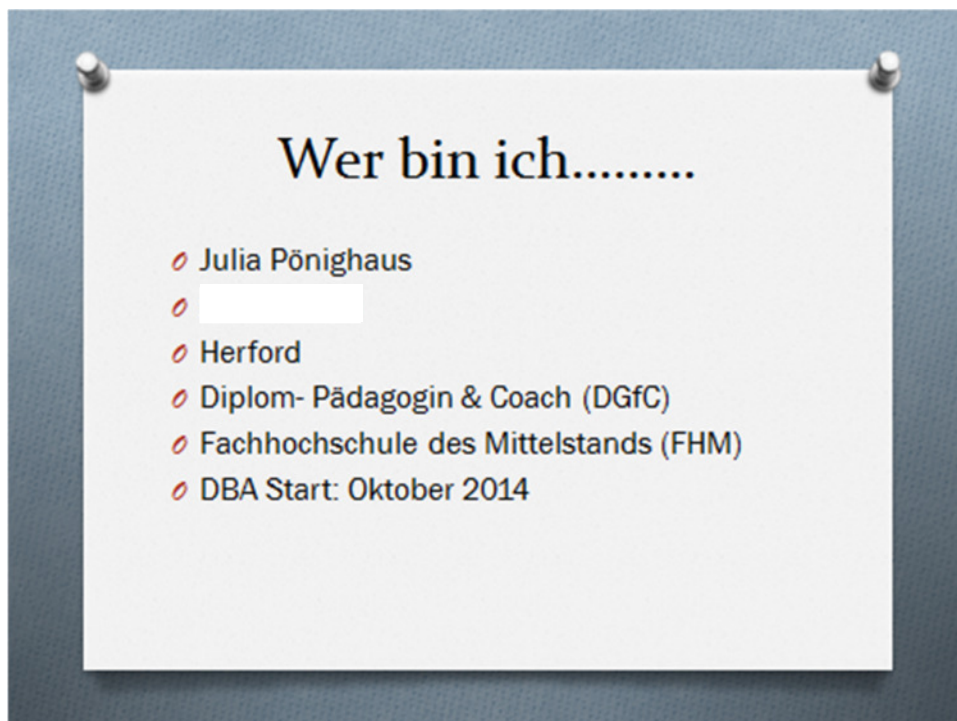 Wer bin ich.........
Julia Pönighaus
Herford
Diplom- Pädagogin & Coach (DGfC)
Fachhochschule des Mittelstands (FHM)
DBA Start: Oktober 2014